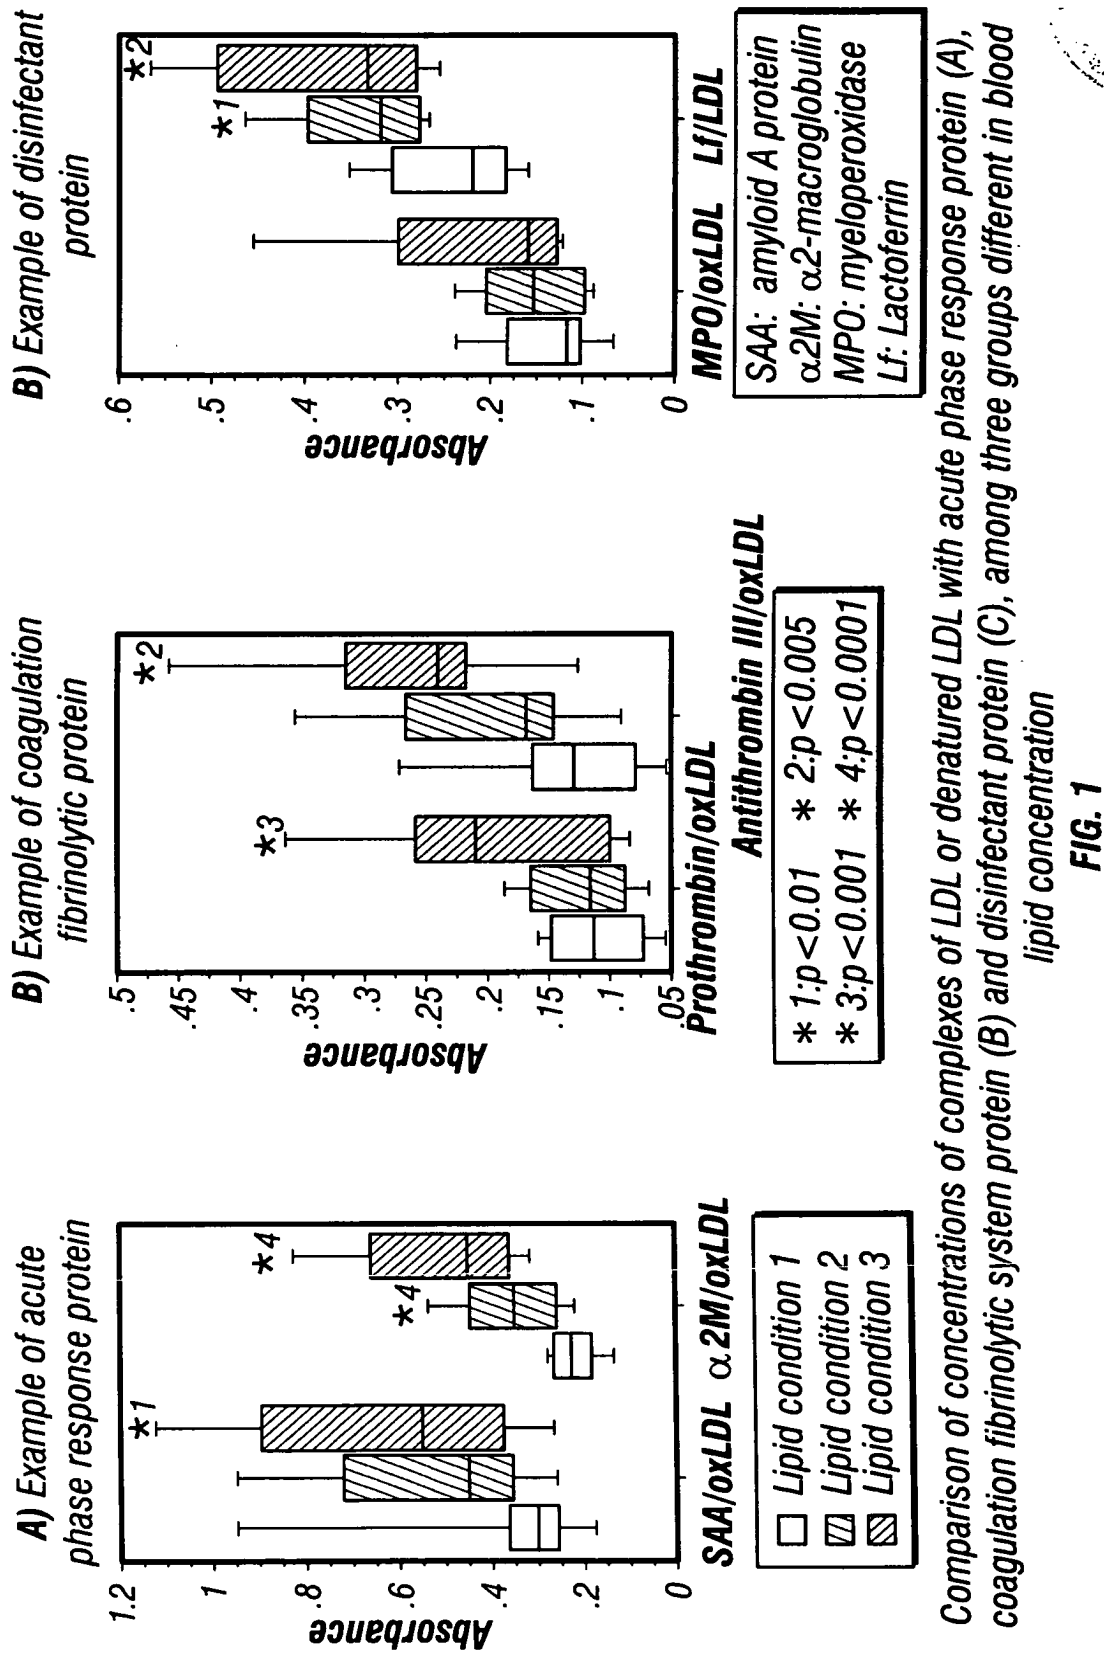 A) Example of acute
phase response protein
Absorbance
1.2
1
.8
.6
.4
.2
0
*1
*4
*4
SAA/oxLDL α2M/oxLDL
Lipid condition 1
Lipid condition 2
Lipid condition 3
B) Example of coagulation
fibrinolytic protein
Absorbance
.5
.45
.4
.35
.3
.25
.2
.15
.1
.05
*3
*2
Prothrombin/oxLDL
Antithrombin III/oxLDL
* 1:p<0.01 * 2:p<0.005
* 3:p<0.001 * 4:p<0.0001
B) Example of disinfectant
protein
Absorbance
.6
.5
.4
.3
.2
.1
0
*1
*2
MPO/oxLDL Lf/LDL
SAA: amyloid A protein
α2M: α2-macroglobulin
MPO: myeloperoxidase
Lf: Lactoferrin
Comparison of concentrations of complexes of LDL or denatured LDL with acute phase response protein (A),
coagulation fibrinolytic system protein (B) and disinfectant protein (C), among three groups different in blood
lipid concentration
FIG. 1